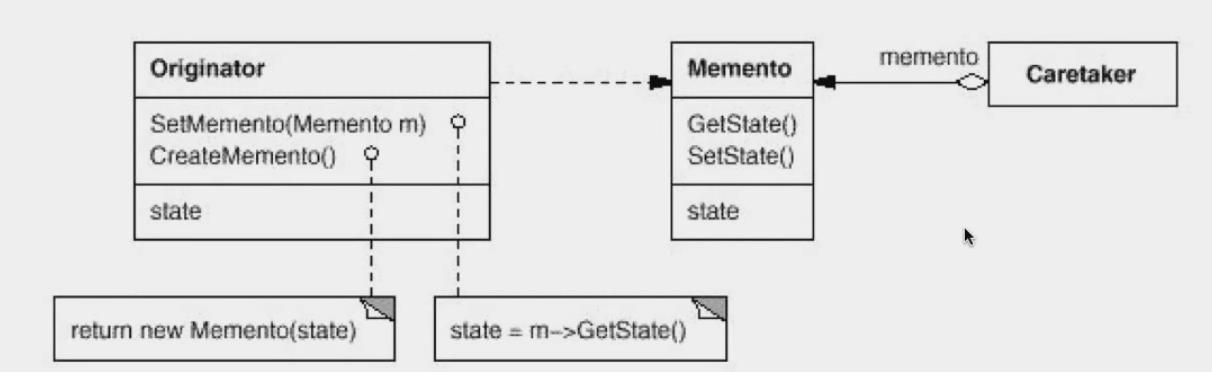 Originator
SetMemento(Memento m)
CreateMemento()
state
Memento
GetState()
SetState()
state
memento
Caretaker
return new Memento(state)
state = m->GetState()